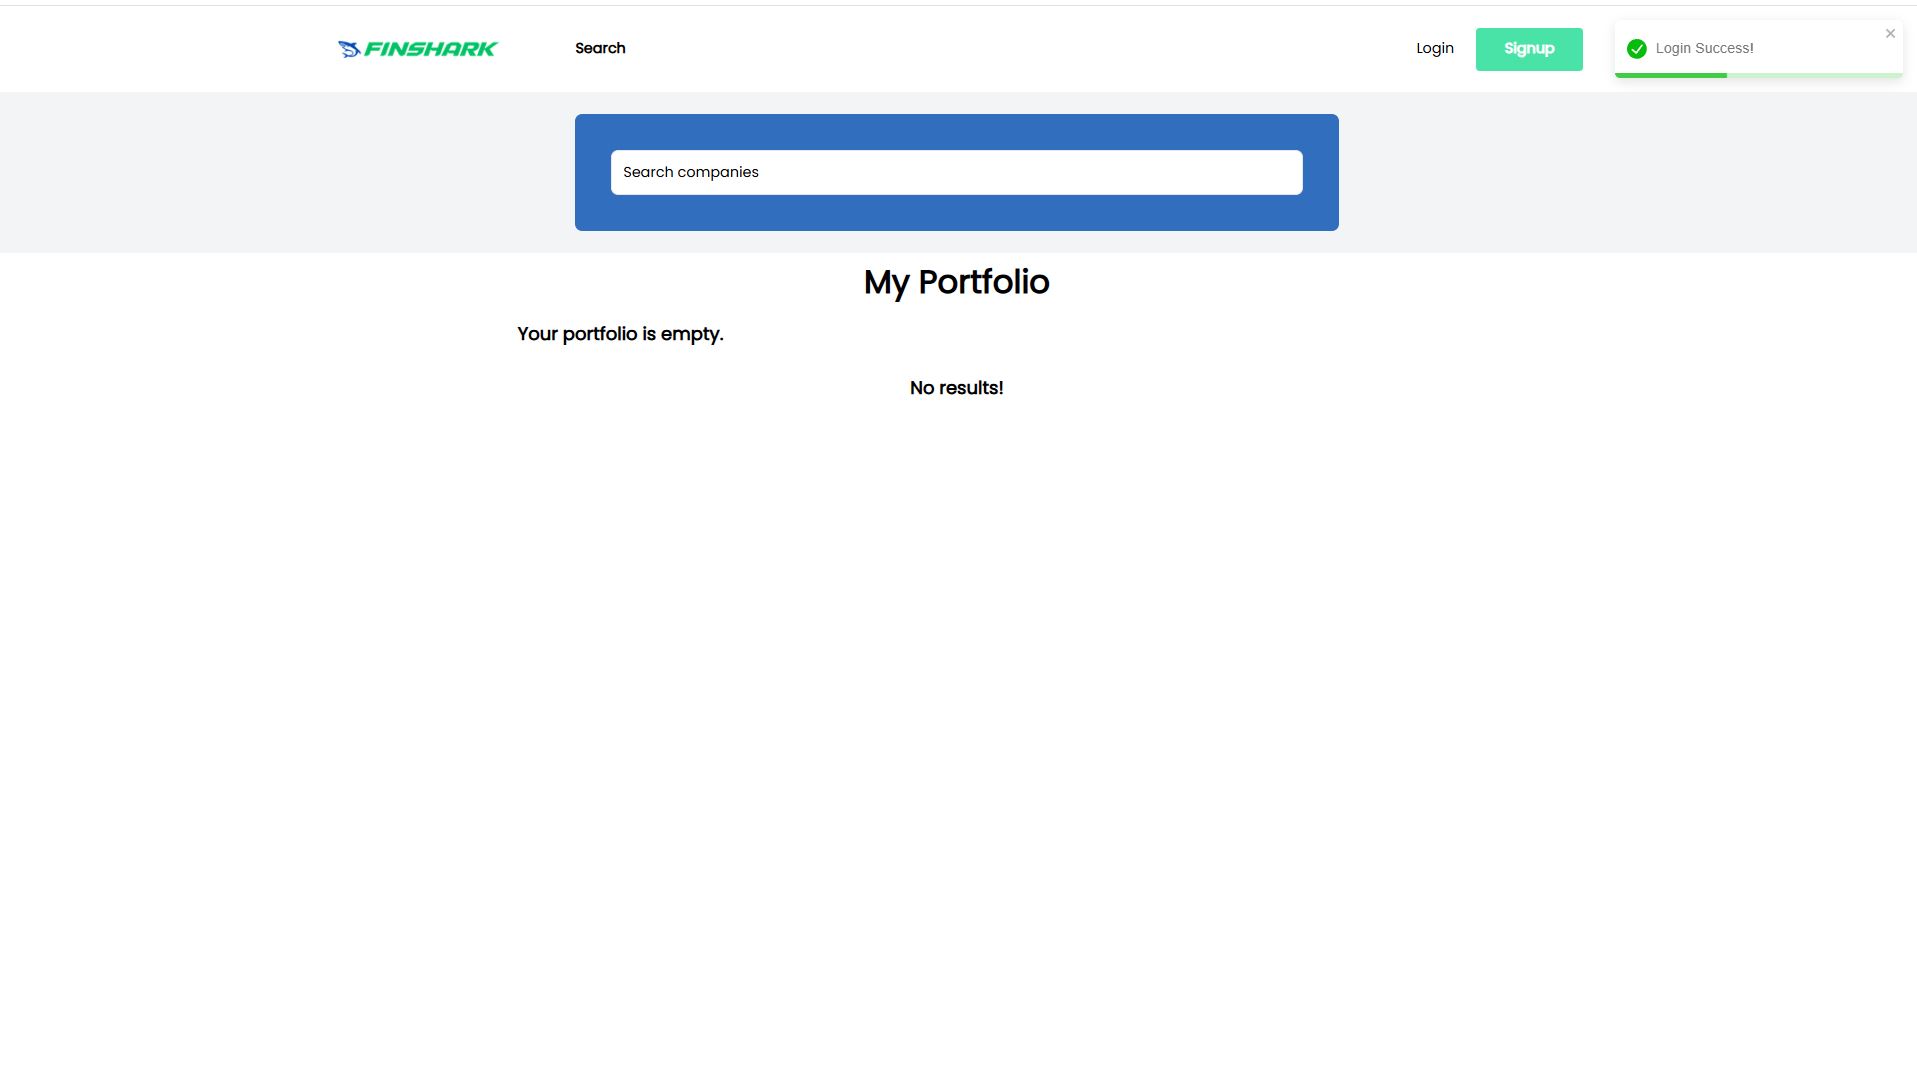 FINSHARK
Search
Login
Signup
Login Success!
Search companies
My Portfolio
Your portfolio is empty.
No results!